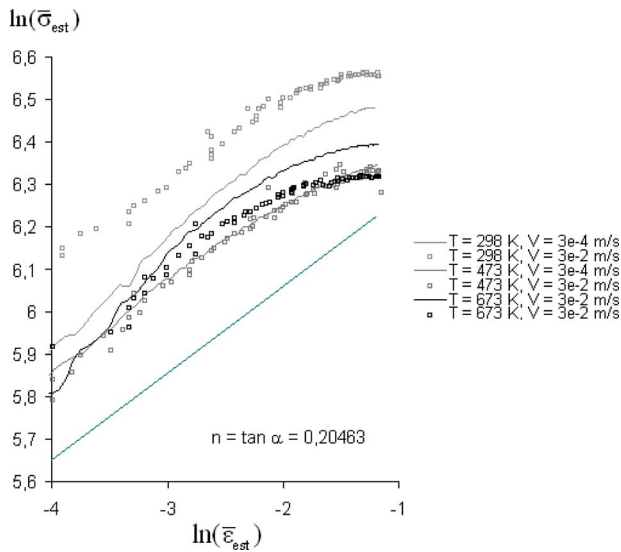 ln(σ̅est)
6,6
6,5
6,4
6,3
6,2
6,1
6
5,9
5,8
5,7
5,6
-4
-3
-2
-1
n = tan α = 0,20463
ln(ε̅est)
T = 298 K, V = 3e-4 m/s
T = 298 K, V = 3e-2 m/s
T = 473 K, V = 3e-4 m/s
T = 473 K, V = 3e-2 m/s
T = 673 K, V = 3e-2 m/s
T = 673 K, V = 3e-2 m/s